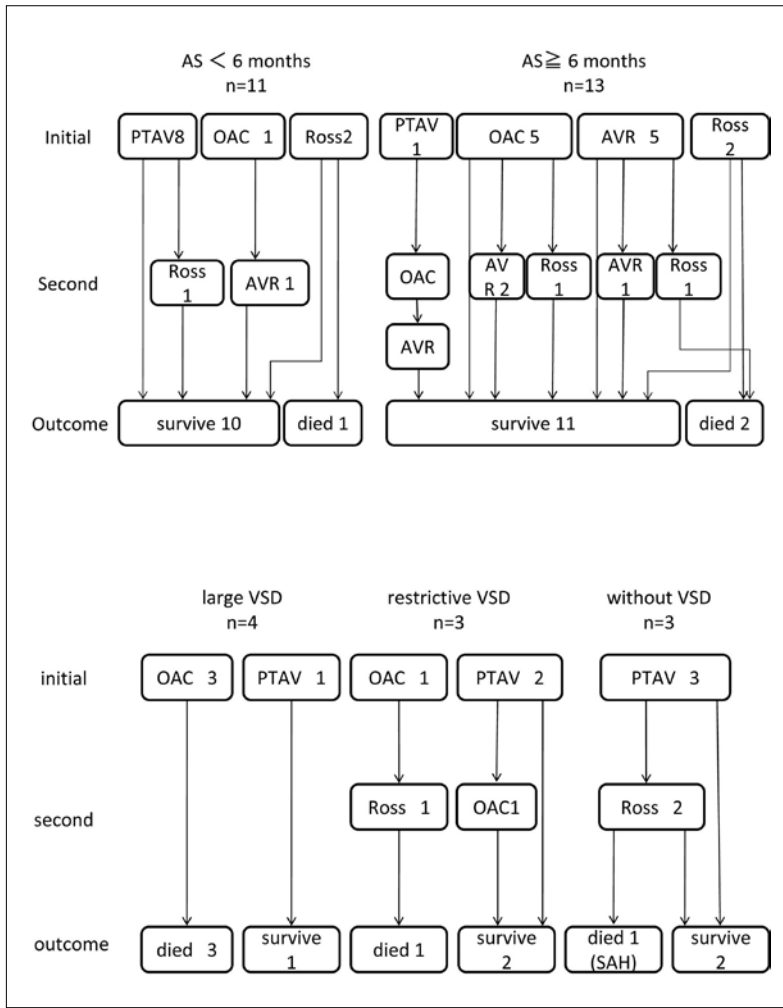 AS < 6 months
n=11
AS≧ 6 months
n=13
Initial
PTAV8
OAC 1
Ross2
PTAV
1
OAC 5
AVR 5
Ross
2
Second
Ross
1
AVR 1
OAC
AV
R 2
Ross
1
AVR
1
Ross
1
AVR
Outcome
survive 10
died 1
survive 11
died 2
large VSD
n=4
restrictive VSD
n=3
without VSD
n=3
initial
OAC 3
PTAV 1
OAC 1
PTAV 2
PTAV 3
second
Ross 1
OAC1
Ross 2
outcome
died 3
survive
1
died 1
survive
2
died 1
(SAH)
survive
2